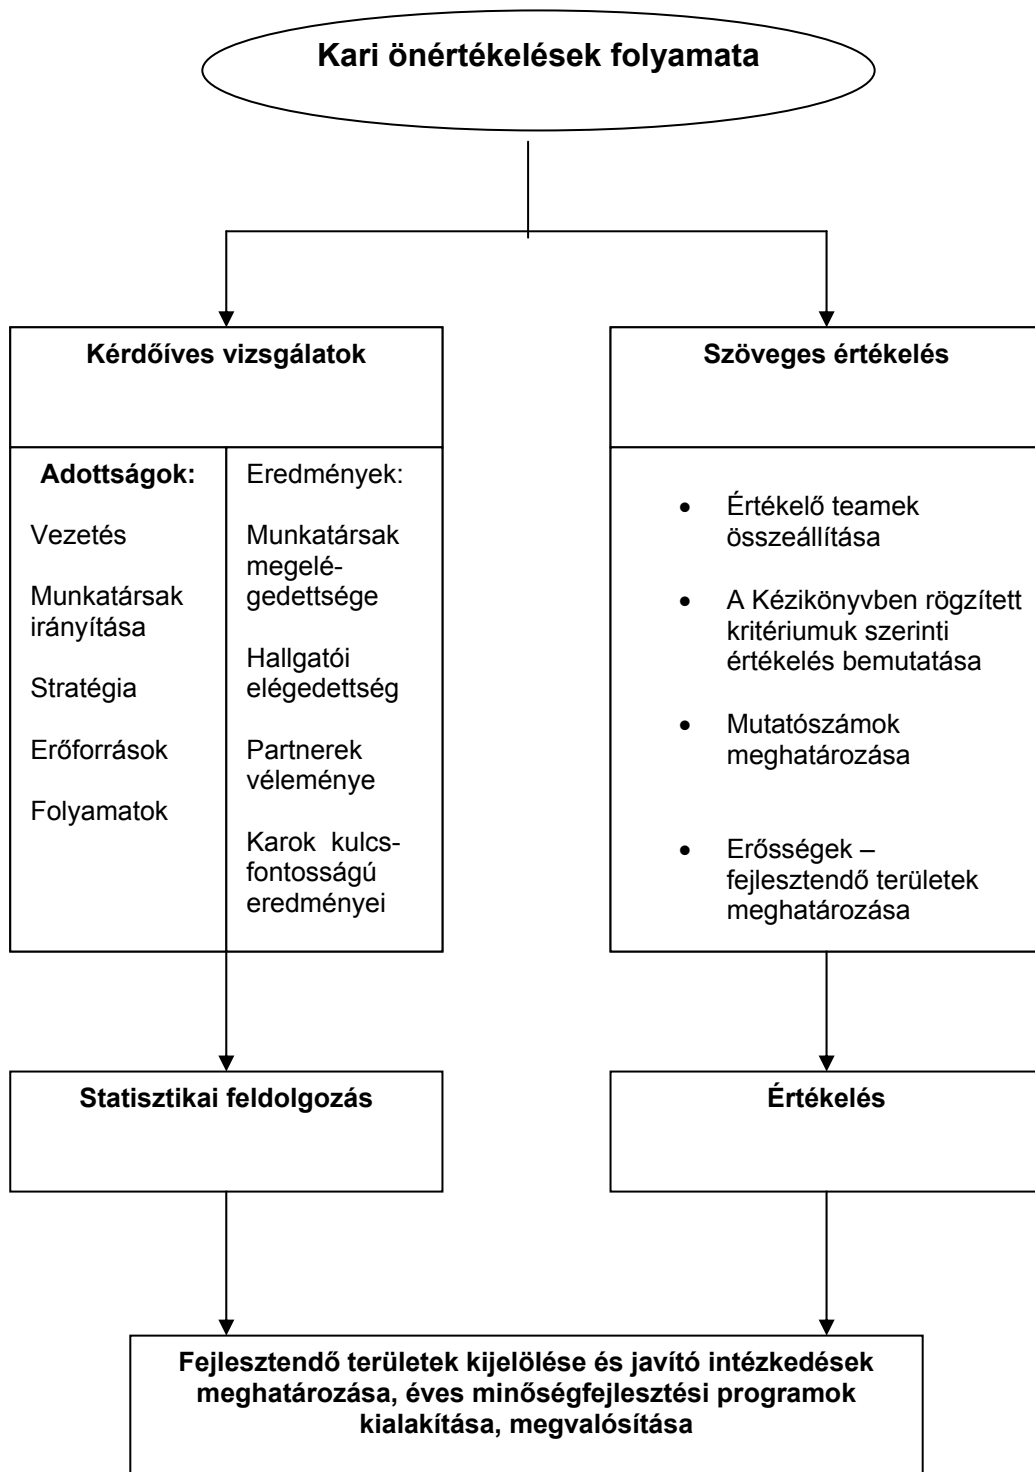 Kari önértékelések folyamata
Kérdőíves vizsgálatok
Adottságok:
Vezetés
Munkatársak
irányítása
Stratégia
Erőforrások
Folyamatok
Eredmények:
Munkatársak
megelé-
gedettsége
Hallgatói
elégedettség
Partnerek
véleménye
Karok kulcs-
fontosságú
eredményei
Szöveges értékelés
• Értékelő teamek
összeállítása
• A Kézikönyvben rögzített
kritériumuk szerinti
értékelés bemutatása
• Mutatószámok
meghatározása
• Erősségek –
fejlesztendő területek
meghatározása
Statisztikai feldolgozás
Értékelés
Fejlesztendő területek kijelölése és javító intézkedések
meghatározása, éves minőségfejlesztési programok
kialakítása, megvalósítása